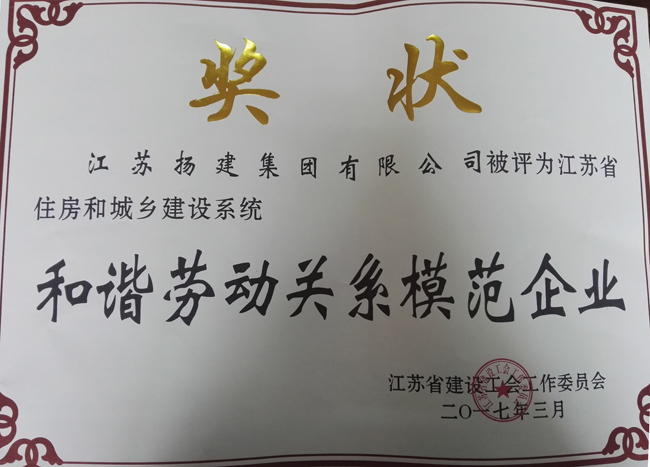 奖 状
江苏扬建集团有限公司被评为江苏省
住房和城乡建设系统
和谐劳动关系模范企业
江苏省建设工会工作委员会
二〇一七年三月